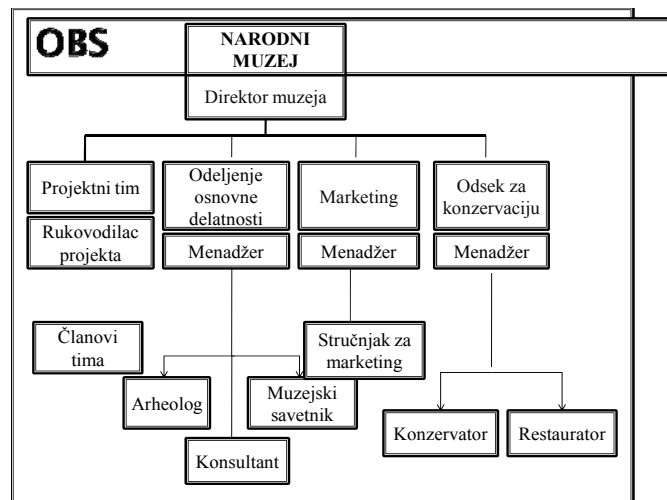 OBS
NARODNI
MUZEJ
Direktor muzeja
Projektni tim
Rukovodilac
projekta
Odeljenje
osnovne
delatnosti
Menadžer
Marketing
Menadžer
Odsek za
konzervaciju
Menadžer
Članovi
tima
Arheolog
Konsultant
Muzejski
savetnik
Stručnjak za
marketing
Konzervator
Restaurator